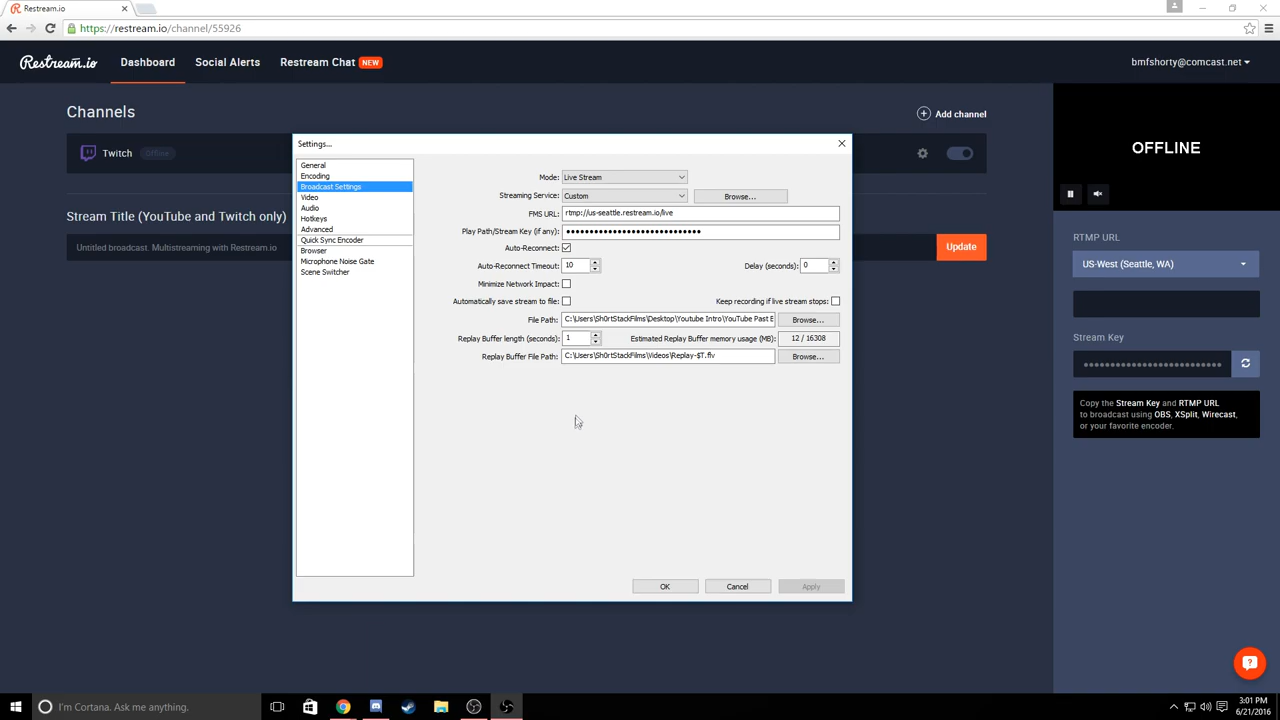 Restream.io
https://restream.io/channel/55926
Restream.io
Dashboard
Social Alerts
Restream Chat NEW
bmfshorty@comcast.net
Channels
Add channel
Twitch
Offline
Stream Title (YouTube and Twitch only)
Untitled broadcast. Multistreaming with Restream.io
Update
OFFLINE
RTMP URL
US-West (Seattle, WA)
Stream Key
••••••••••••••••••••••••••••
Copy the Stream Key and RTMP URL
to broadcast using OBS, XSplit, Wirecast,
or your favorite encoder.
Settings...
General
Encoding
Broadcast Settings
Video
Audio
Hotkeys
Advanced
Quick Sync Encoder
Browser
Microphone Noise Gate
Scene Switcher
Mode: Live Stream
Streaming Service: Custom Browse...
FMS URL: rtmp://us-seattle.restream.io/live
Play Path/Stream Key (if any): •••••••••••••••••••••••••••••
Auto-Reconnect:
Auto-Reconnect Timeout: 10 Delay (seconds): 0
Minimize Network Impact:
Automatically save stream to file: Keep recording if live stream stops:
File Path: C:\Users\Sh0rtStackFilms\Desktop\Youtube Intro\YouTube Past E Browse...
Replay Buffer length (seconds): 1 Estimated Replay Buffer memory usage (MB): 12 / 16308
Replay Buffer File Path: C:\Users\Sh0rtStackFilms\Videos\Replay-$T.flv Browse...
OK Cancel Apply
I'm Cortana. Ask me anything.
3:01 PM
6/21/2016